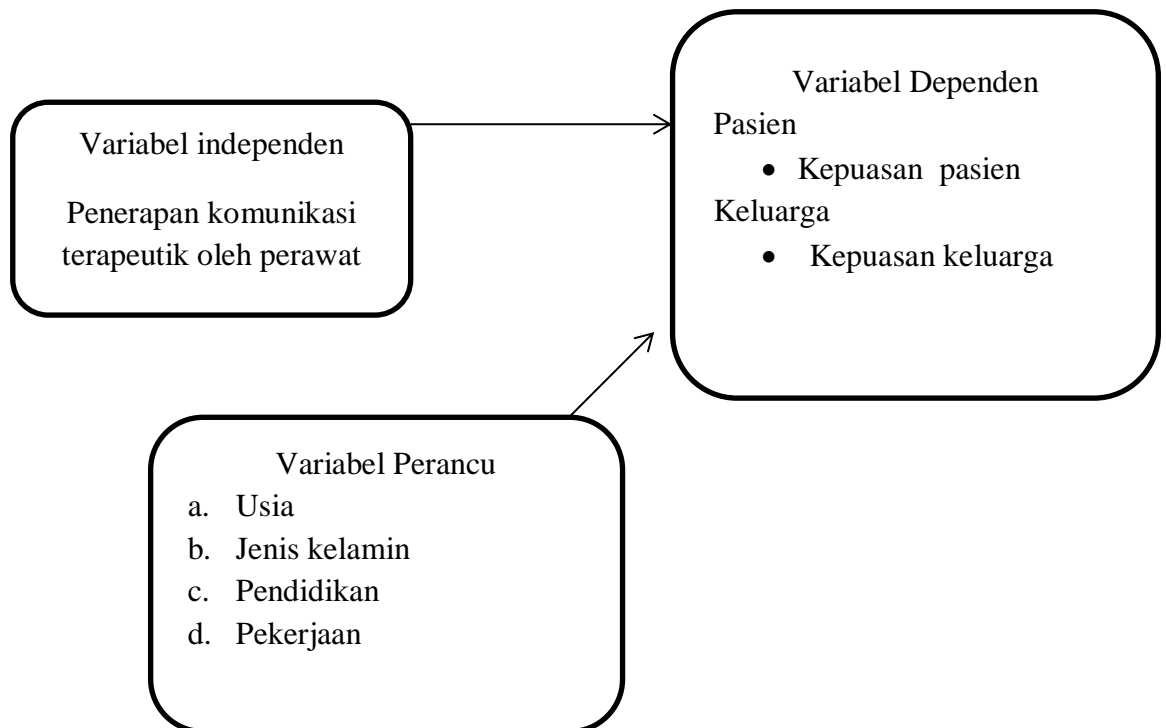 Variabel independen
Penerapan komunikasi
terapeutik oleh perawat
Variabel Dependen
Pasien
• Kepuasan pasien
Keluarga
• Kepuasan keluarga
Variabel Perancu
a. Usia
b. Jenis kelamin
c. Pendidikan
d. Pekerjaan